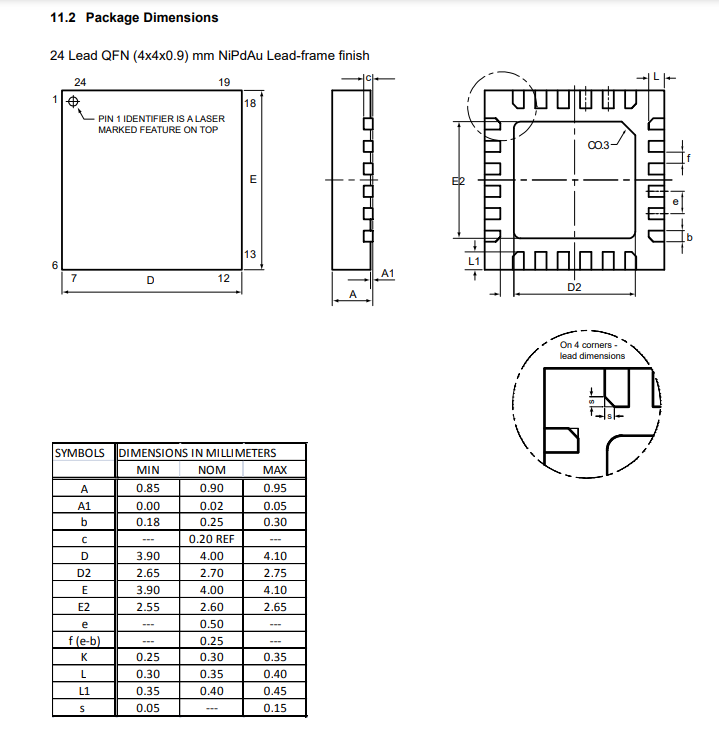 11.2 Package Dimensions
24 Lead QFN (4x4x0.9) mm NiPdAu Lead-frame finish
24 19
1 18
PIN 1 IDENTIFIER IS A LASER
MARKED FEATURE ON TOP
E
6 13
7 D 12
c
A1
A
L
CO.3
f
E2
e
b
L1
D2
On 4 corners -
lead dimensions
s
s
SYMBOLS DIMENSIONS IN MILLIMETERS
MIN NOM MAX
A 0.85 0.90 0.95
A1 0.00 0.02 0.05
b 0.18 0.25 0.30
c --- 0.20 REF ---
D 3.90 4.00 4.10
D2 2.65 2.70 2.75
E 3.90 4.00 4.10
E2 2.55 2.60 2.65
e --- 0.50 ---
f (e-b) --- 0.25 ---
K 0.25 0.30 0.35
L 0.30 0.35 0.40
L1 0.35 0.40 0.45
s 0.05 --- 0.15